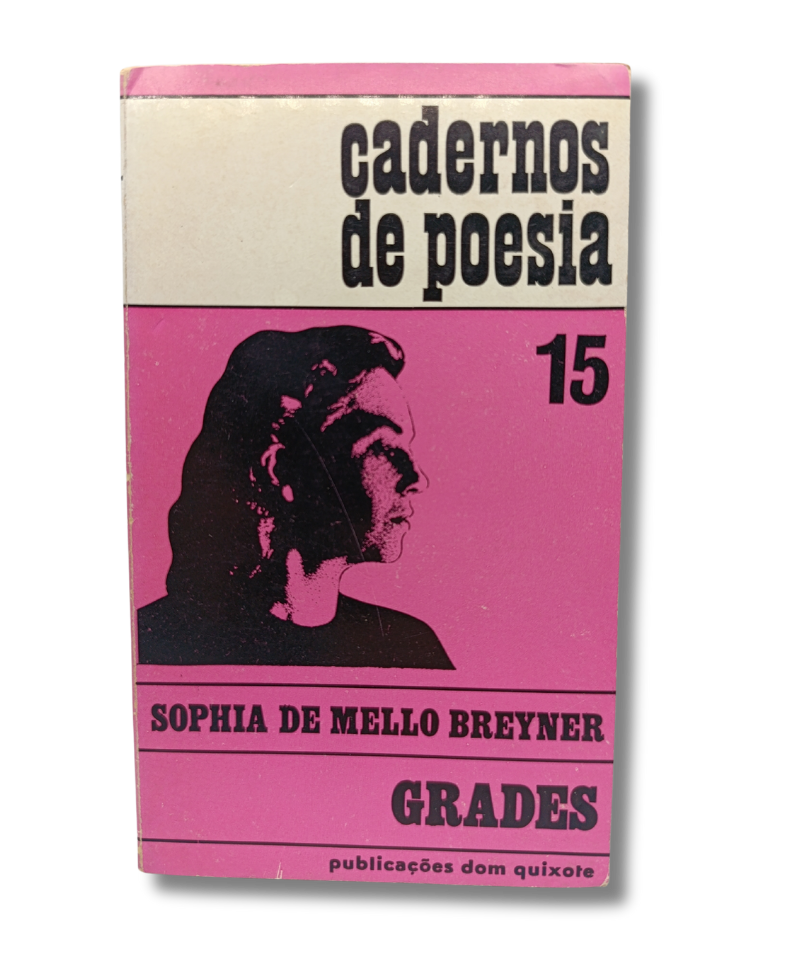 cadernos
de poesia
15
SOPHIA DE MELLO BREYNER
GRADES
publicações dom quixote